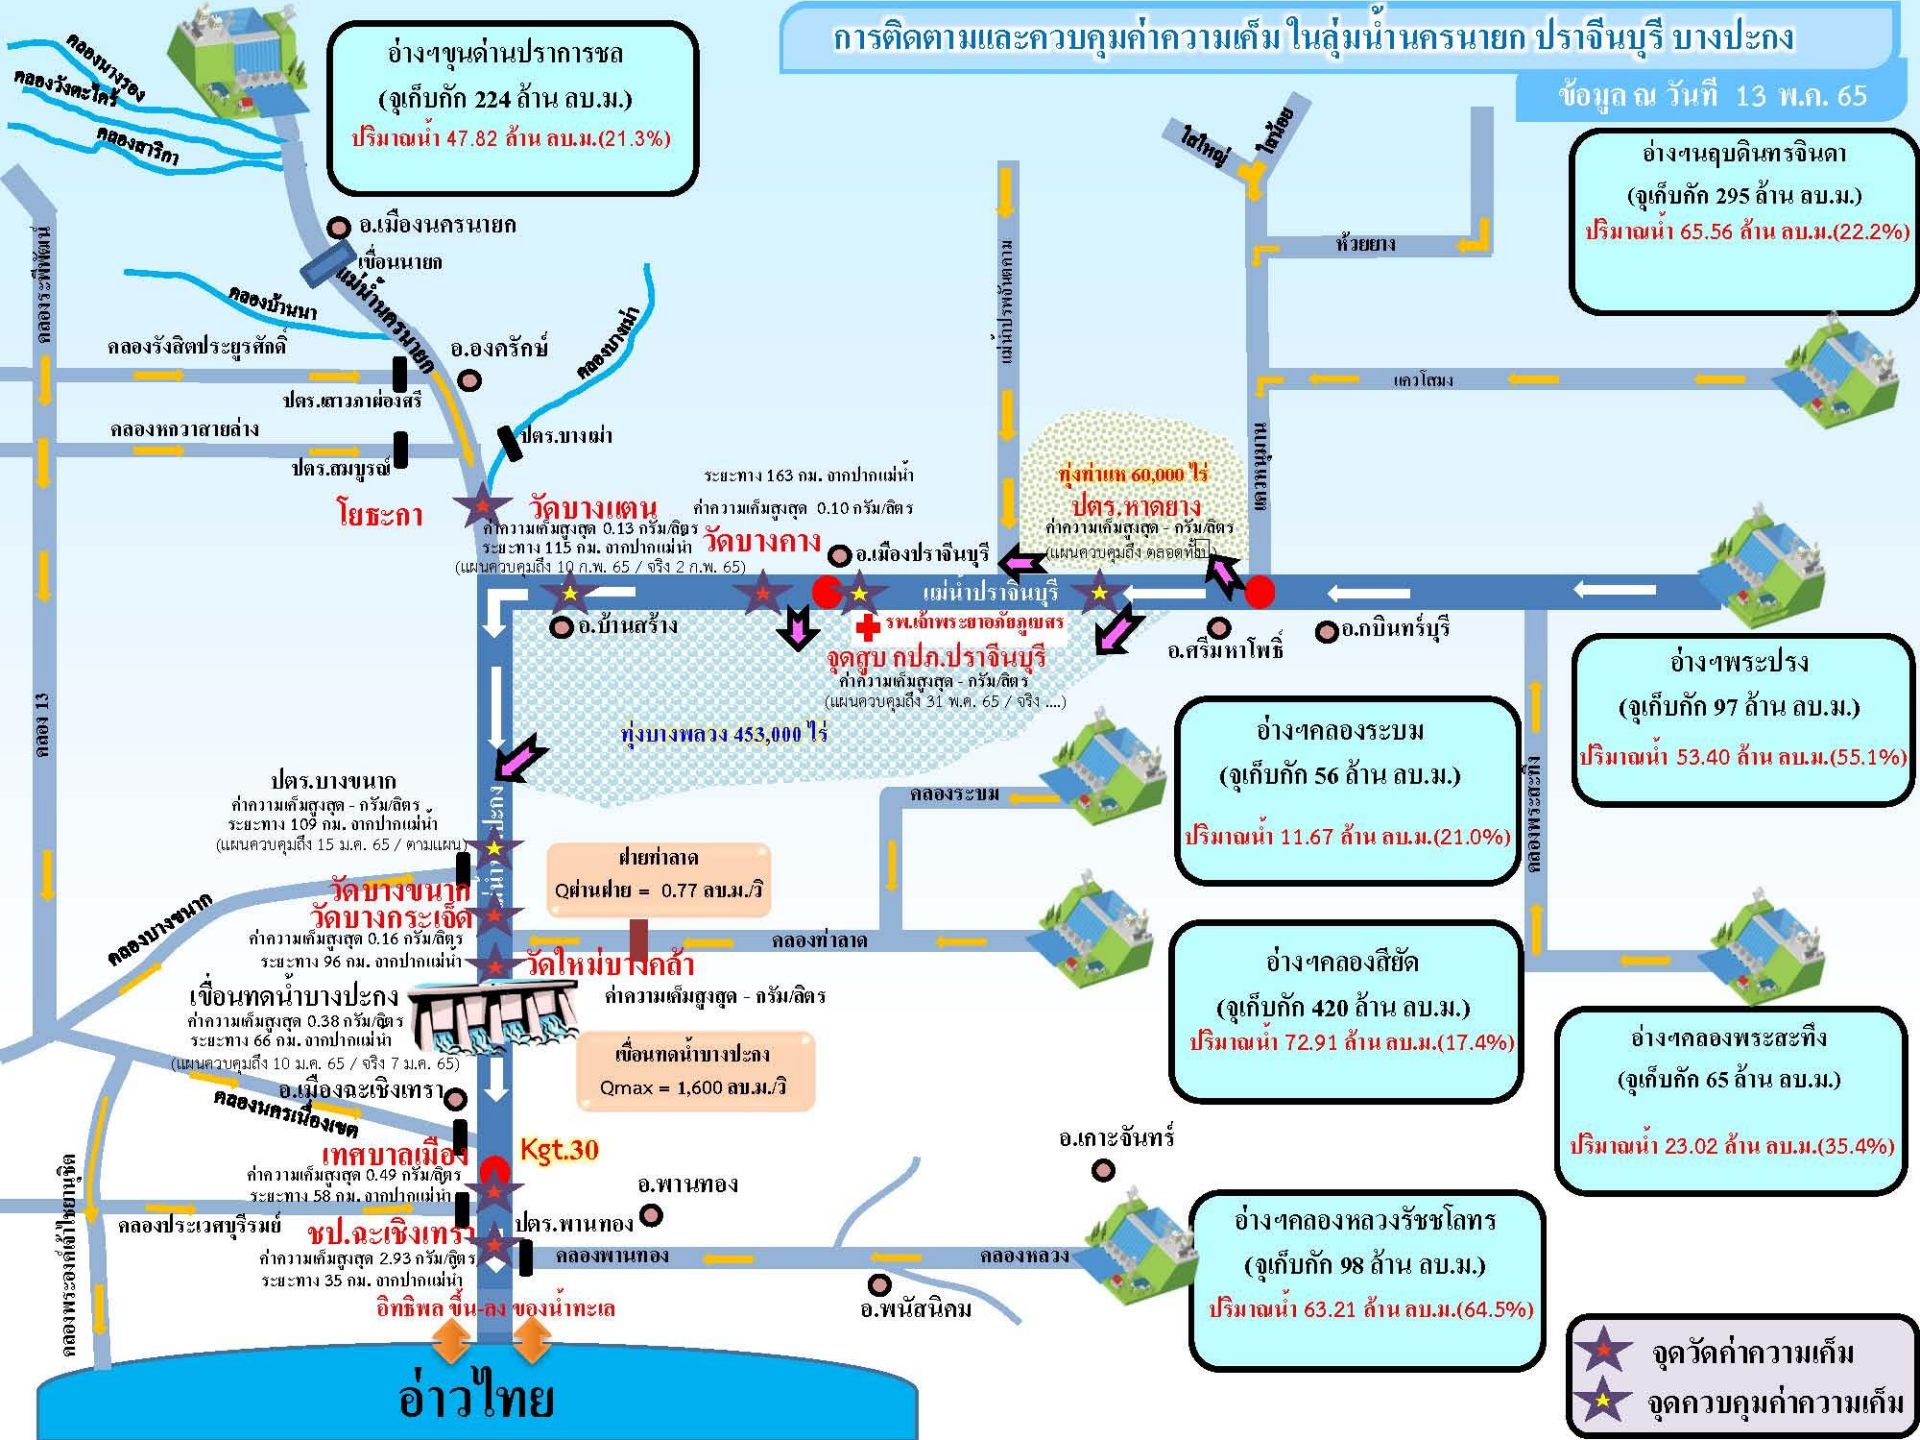 การติดตามและควบคุมค่าความเค็ม ในลุ่มน้ำนครนายก ปราจีนบุรี บางปะกง
ข้อมูล ณ วันที่ 13 พ.ค. 65
อ่างฯขุนด่านปราการชล
(จุเก็บกัก 224 ล้าน ลบ.ม.)
ปริมาณน้ำ 47.82 ล้าน ลบ.ม.(21.3%)
คลองนางรอง
คลองวังตะไคร้
คลองสาริกา
อ.เมืองนครนายก
เขื่อนนายก
แม่น้ำนครนายก
คลองบ้านนา
คลองระพีพัฒน์
คลองรังสิตประยูรศักดิ์
ปตร.เสาวภาผ่องศรี
อ.องครักษ์
คลองบางเม่า
คลองหกวาสายล่าง
ปตร.สมบูรณ์
ปตร.บางเม่า
โยธะกา
วัดบางแตน
ค่าความเค็มสูงสุด 0.13 กรัม/ลิตร
ระยะทาง 115 กม. จากปากแม่น้ำ
(แผนควบคุมถึง 10 ก.พ. 65 / จริง 2 ก.พ. 65)
ระยะทาง 163 กม. จากปากแม่น้ำ
ค่าความเค็มสูงสุด 0.10 กรัม/ลิตร
วัดบางคาง
อ.เมืองปราจีนบุรี
ใสใหญ่
ใสน้อย
ห้วยยาง
แควโสมง
แควหนุมาน
ทุ่งท่าแห 60,000 ไร่
ปตร.หาดยาง
ค่าความเค็มสูงสุด - กรัม/ลิตร
(แผนควบคุมถึง ตลอดทั้งปี)
อ่างฯนฤบดินทรจินดา
(จุเก็บกัก 295 ล้าน ลบ.ม.)
ปริมาณน้ำ 65.56 ล้าน ลบ.ม.(22.2%)
แม่น้ำปราจีนบุรี
อ.บ้านสร้าง
รพ.เจ้าพระยาอภัยภูเบศร
จุดสูบ กปภ.ปราจีนบุรี
ค่าความเค็มสูงสุด - กรัม/ลิตร
(แผนควบคุมถึง 31 พ.ค. 65 / จริง ....)
อ.ศรีมหาโพธิ์
อ.กบินทร์บุรี
ทุ่งบางพลวง 453,000 ไร่
อ่างฯพระปรง
(จุเก็บกัก 97 ล้าน ลบ.ม.)
ปริมาณน้ำ 53.40 ล้าน ลบ.ม.(55.1%)
คลองพระสะทึง
คลอง 13
อ่างฯคลองระบม
(จุเก็บกัก 56 ล้าน ลบ.ม.)
ปริมาณน้ำ 11.67 ล้าน ลบ.ม.(21.0%)
คลองระบม
ปตร.บางขนาก
ค่าความเค็มสูงสุด - กรัม/ลิตร
ระยะทาง 109 กม. จากปากแม่น้ำ
(แผนควบคุมถึง 15 ม.ค. 65 / ตามแผน)
วัดบางขนาก
วัดบางกระเจ็ด
ค่าความเค็มสูงสุด 0.16 กรัม/ลิตร
ระยะทาง 96 กม. จากปากแม่น้ำ
คลองบางขนาก
ฝายท่าลาด
Qผ่านฝาย = 0.77 ลบ.ม./วิ
คลองท่าลาด
วัดใหม่บางคล้า
ค่าความเค็มสูงสุด - กรัม/ลิตร
อ่างฯคลองสียัด
(จุเก็บกัก 420 ล้าน ลบ.ม.)
ปริมาณน้ำ 72.91 ล้าน ลบ.ม.(17.4%)
เขื่อนทดน้ำบางปะกง
ค่าความเค็มสูงสุด 0.38 กรัม/ลิตร
ระยะทาง 66 กม. จากปากแม่น้ำ
(แผนควบคุมถึง 10 ม.ค. 65 / จริง 7 ม.ค. 65)
เขื่อนทดน้ำบางปะกง
Qmax = 1,600 ลบ.ม./วิ
อ่างฯคลองพระสะทึง
(จุเก็บกัก 65 ล้าน ลบ.ม.)
ปริมาณน้ำ 23.02 ล้าน ลบ.ม.(35.4%)
อ.เมืองฉะเชิงเทรา
คลองนครเนื่องเขต
เทศบาลเมือง
ค่าความเค็มสูงสุด 0.49 กรัม/ลิตร
ระยะทาง 58 กม. จากปากแม่น้ำ
Kgt.30
อ.เกาะจันทร์
อ.พานทอง
คลองประเวศบุรีรมย์
ชป.ฉะเชิงเทรา
ค่าความเค็มสูงสุด 2.93 กรัม/ลิตร
ระยะทาง 35 กม. จากปากแม่น้ำ
ปตร.พานทอง
คลองพานทอง
คลองหลวง
อ.พนัสนิคม
อ่างฯคลองหลวงรัชชโลทร
(จุเก็บกัก 98 ล้าน ลบ.ม.)
ปริมาณน้ำ 63.21 ล้าน ลบ.ม.(64.5%)
คลองพระองค์เจ้าไชยานุชิต
อิทธิพล ขึ้น-ลง ของน้ำทะเล
อ่าวไทย
จุดวัดค่าความเค็ม
จุดควบคุมค่าความเค็ม